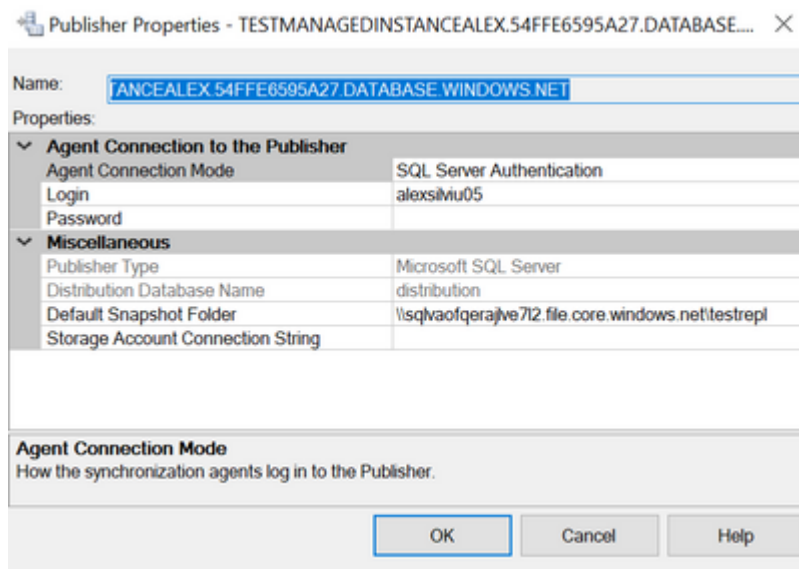 Publisher Properties - TESTMANAGEDINSTANCEALEX.54FFE6595A27.DATABASE....
Name: TANCEALEX.54FFE6595A27.DATABASE.WINDOWS.NET
Properties:
Agent Connection to the Publisher
Agent Connection Mode SQL Server Authentication
Login alexsilviu05
Password
Miscellaneous
Publisher Type Microsoft SQL Server
Distribution Database Name distribution
Default Snapshot Folder \\sqlvaofqerajlve7l2.file.core.windows.net\testrepl
Storage Account Connection String
Agent Connection Mode
How the synchronization agents log in to the Publisher.
OK Cancel Help